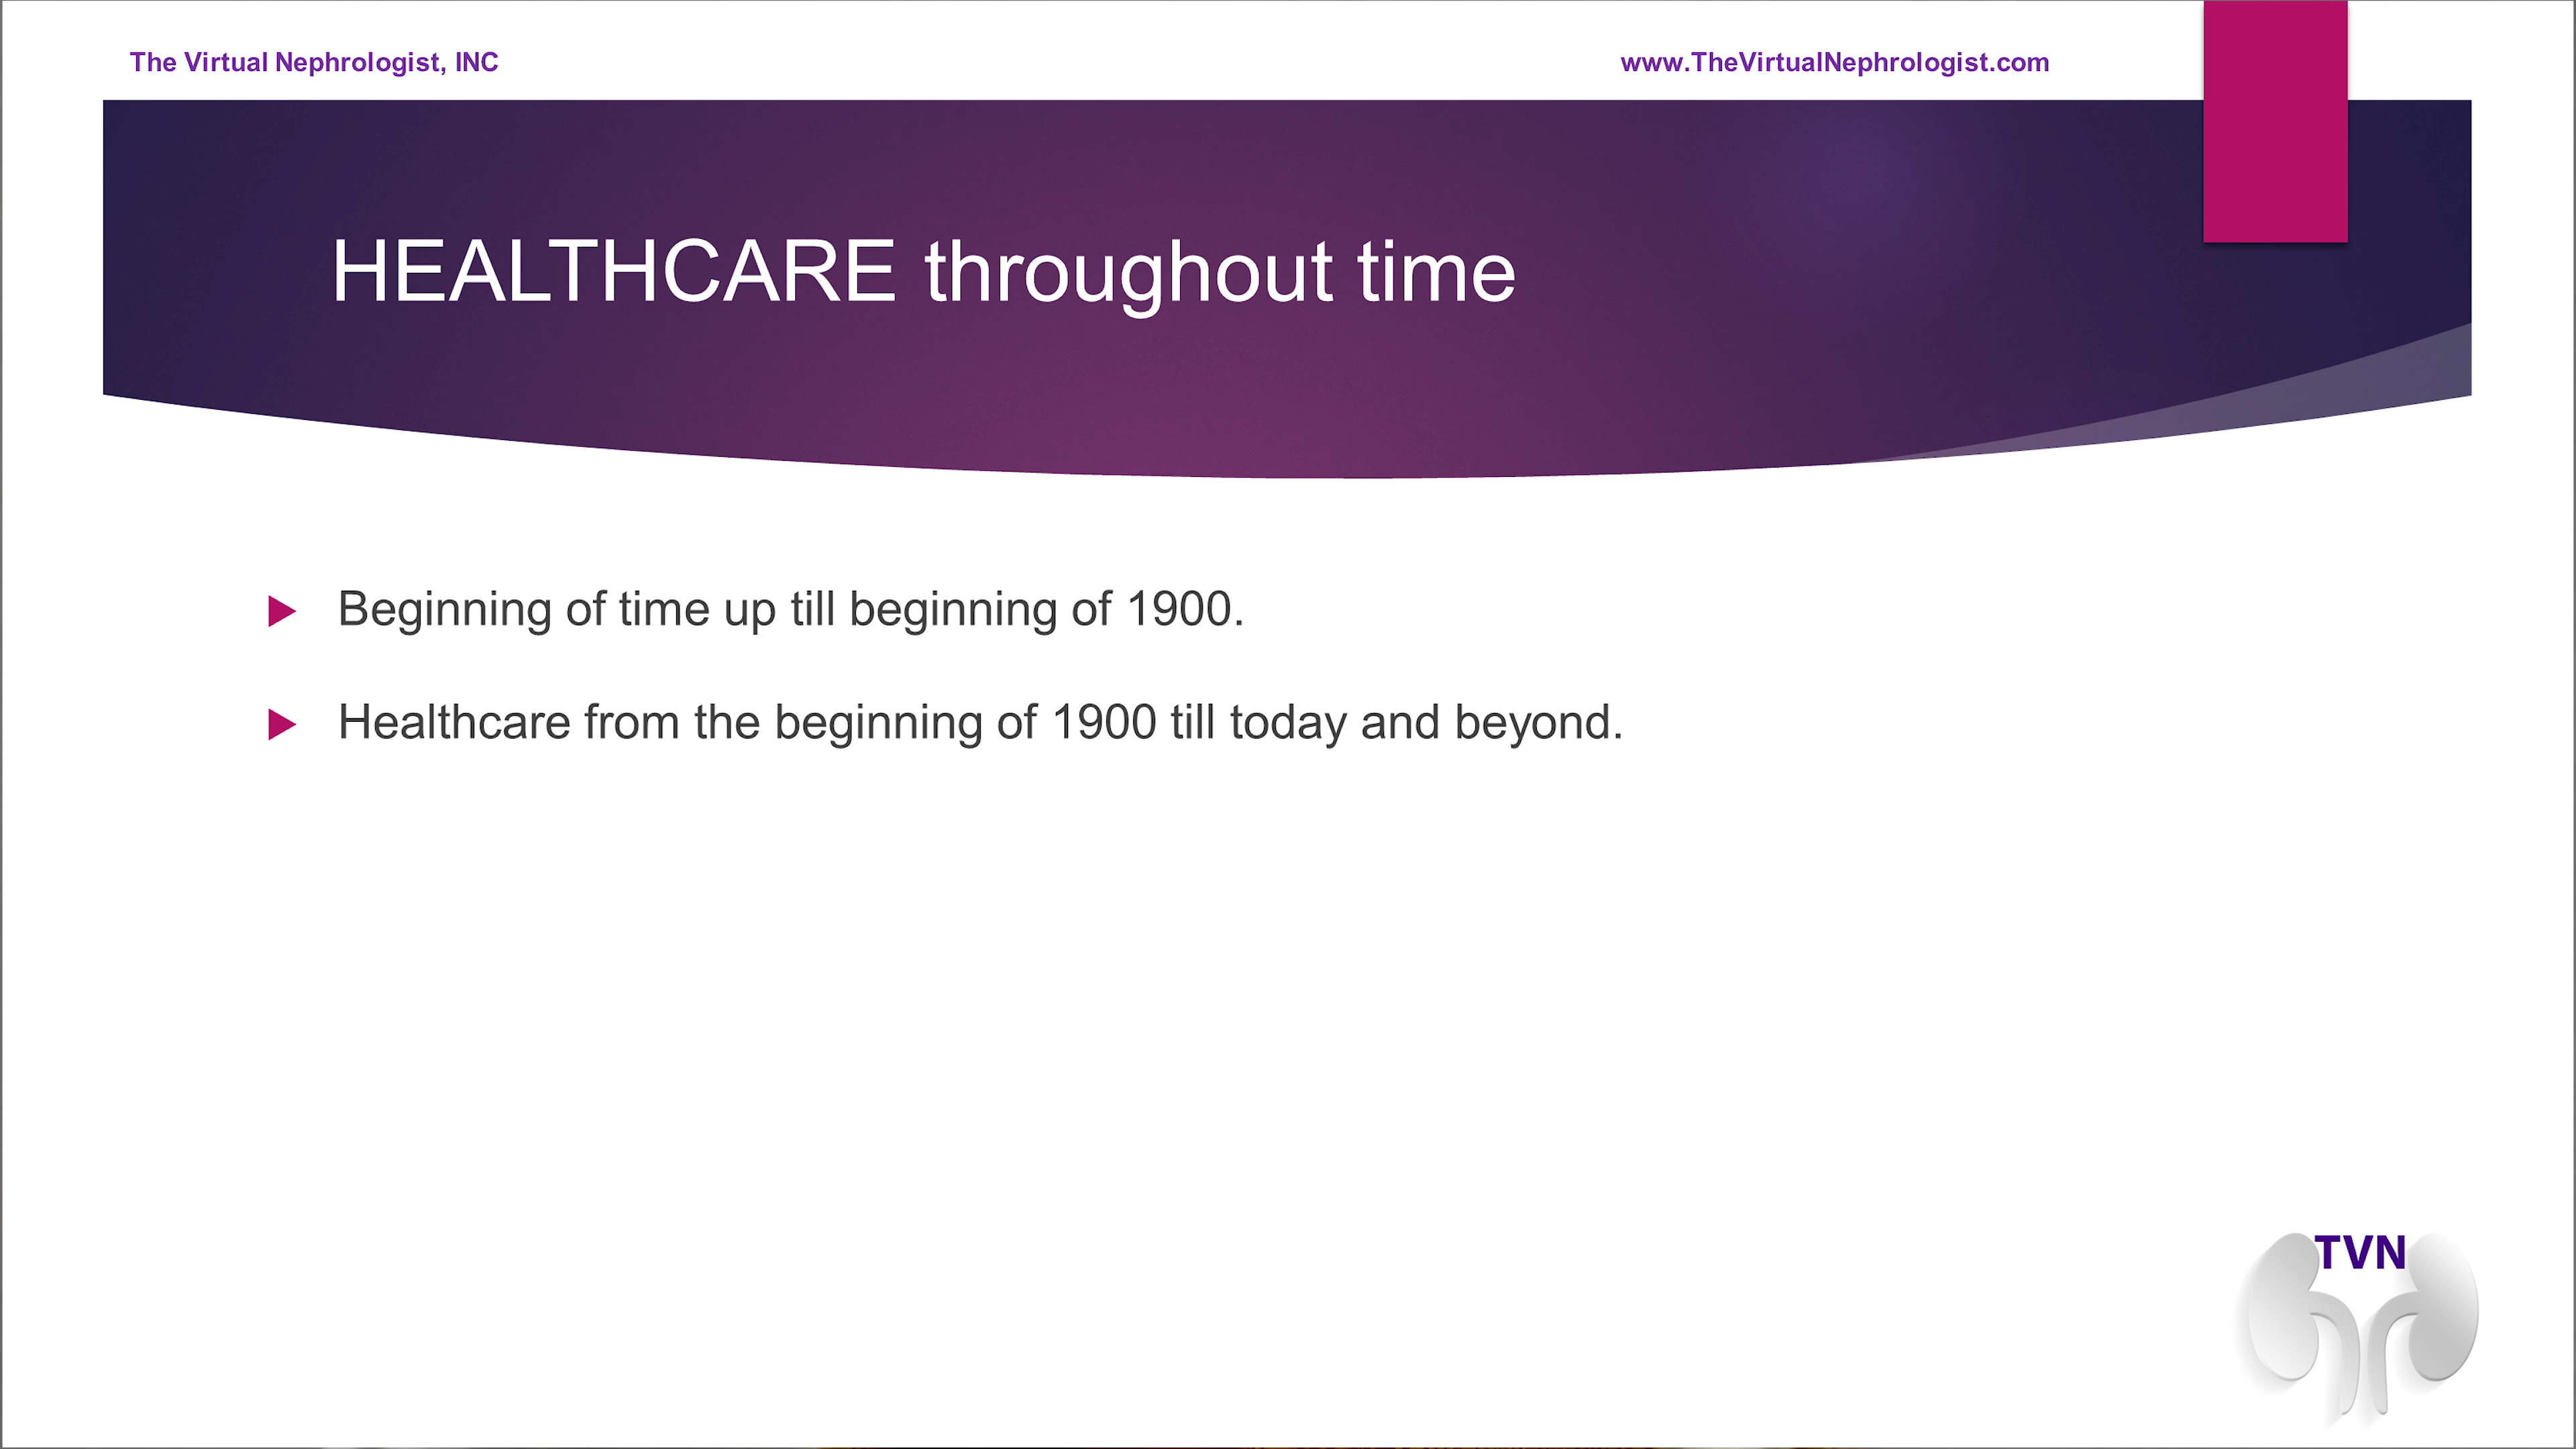 The Virtual Nephrologist, INC
www.TheVirtualNephrologist.com
HEALTHCARE throughout time
Beginning of time up till beginning of 1900.
Healthcare from the beginning of 1900 till today and beyond.
TVN